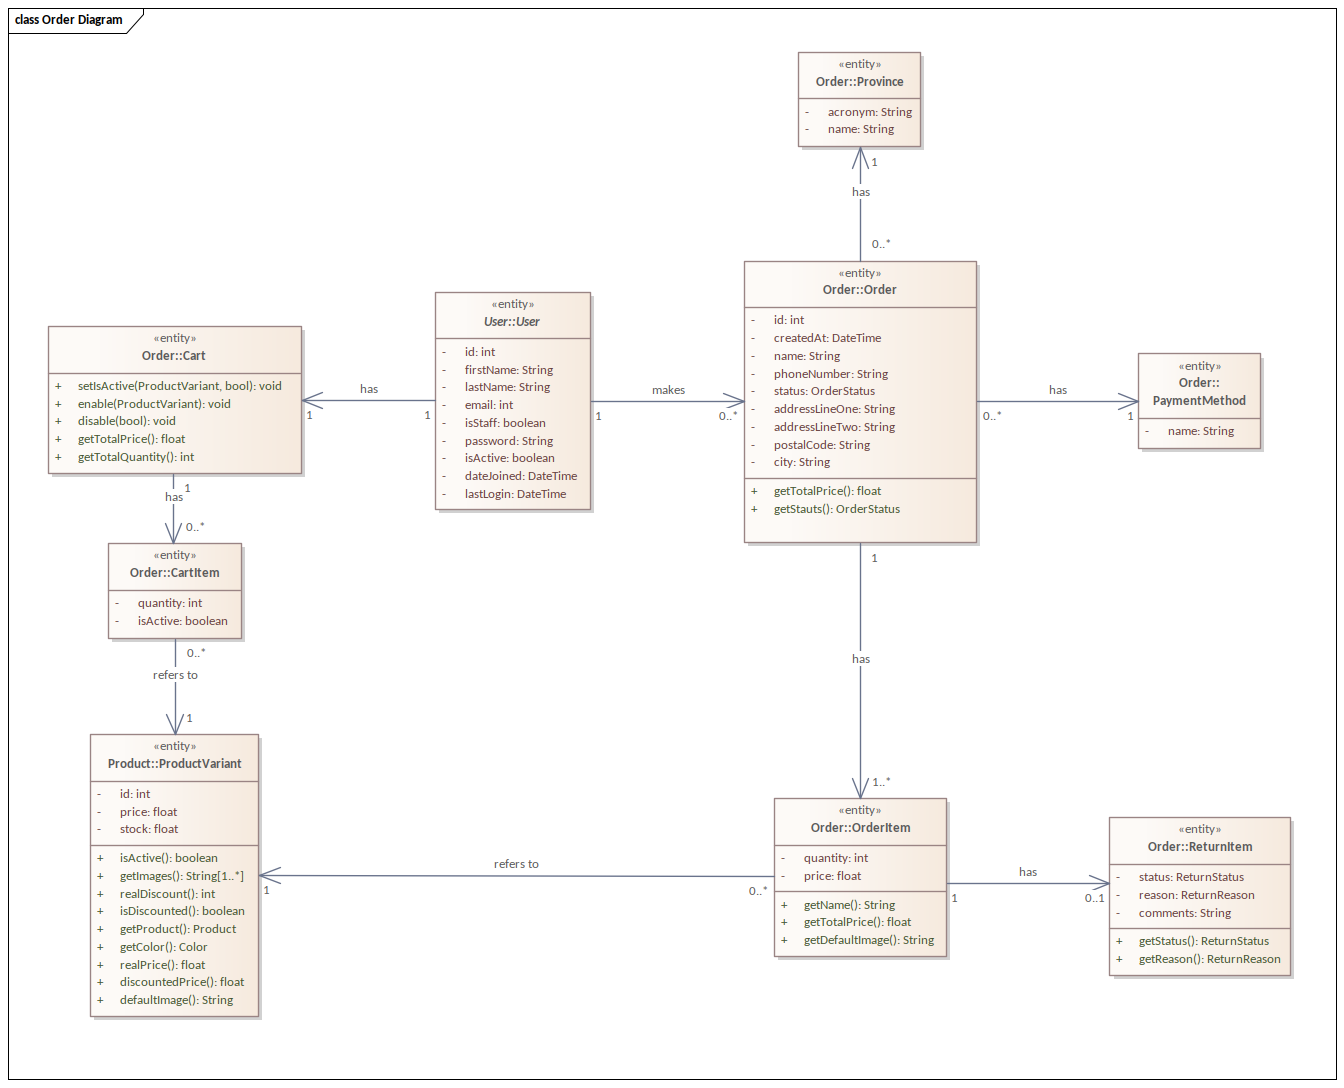 class Order Diagram
«entity»
Order::Province
- acronym: String
- name: String
1
has
0..*
«entity»
Order::Order
- id: int
- createdAt: DateTime
- name: String
- phoneNumber: String
- status: OrderStatus
- addressLineOne: String
- addressLineTwo: String
- postalCode: String
- city: String
+ getTotalPrice(): float
+ getStauts(): OrderStatus
«entity»
User::User
- id: int
- firstName: String
- lastName: String
- email: int
- isStaff: boolean
- password: String
- isActive: boolean
- dateJoined: DateTime
- lastLogin: DateTime
«entity»
Order::Cart
+ setIsActive(ProductVariant, bool): void
+ enable(ProductVariant): void
+ disable(bool): void
+ getTotalPrice(): float
+ getTotalQuantity(): int
has
1
1
makes
1
0..*
has
0..*
1
«entity»
Order::
PaymentMethod
- name: String
1
has
0..*
«entity»
Order::CartItem
- quantity: int
- isActive: boolean
0..*
refers to
1
1
has
1..*
«entity»
Product::ProductVariant
- id: int
- price: float
- stock: float
+ isActive(): boolean
+ getImages(): String[1..*]
+ realDiscount(): int
+ isDiscounted(): boolean
+ getProduct(): Product
+ getColor(): Color
+ realPrice(): float
+ discountedPrice(): float
+ defaultImage(): String
refers to
1
0..*
«entity»
Order::OrderItem
- quantity: int
- price: float
+ getName(): String
+ getTotalPrice(): float
+ getDefaultImage(): String
has
1
0..1
«entity»
Order::ReturnItem
- status: ReturnStatus
- reason: ReturnReason
- comments: String
+ getStatus(): ReturnStatus
+ getReason(): ReturnReason